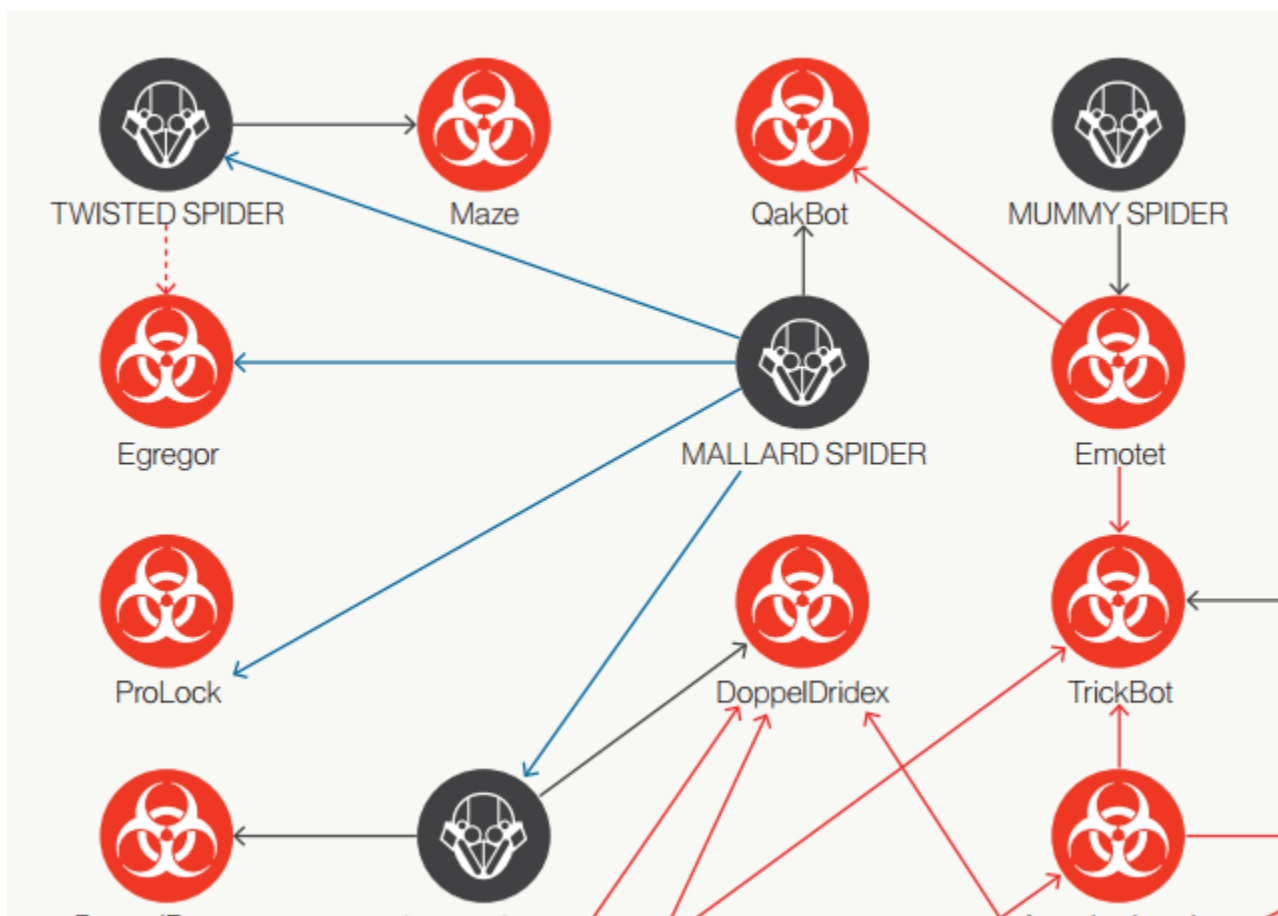 TWISTED SPIDER
Maze
QakBot
MUMMY SPIDER
Egregor
MALLARD SPIDER
Emotet
ProLock
DoppelDridex
TrickBot